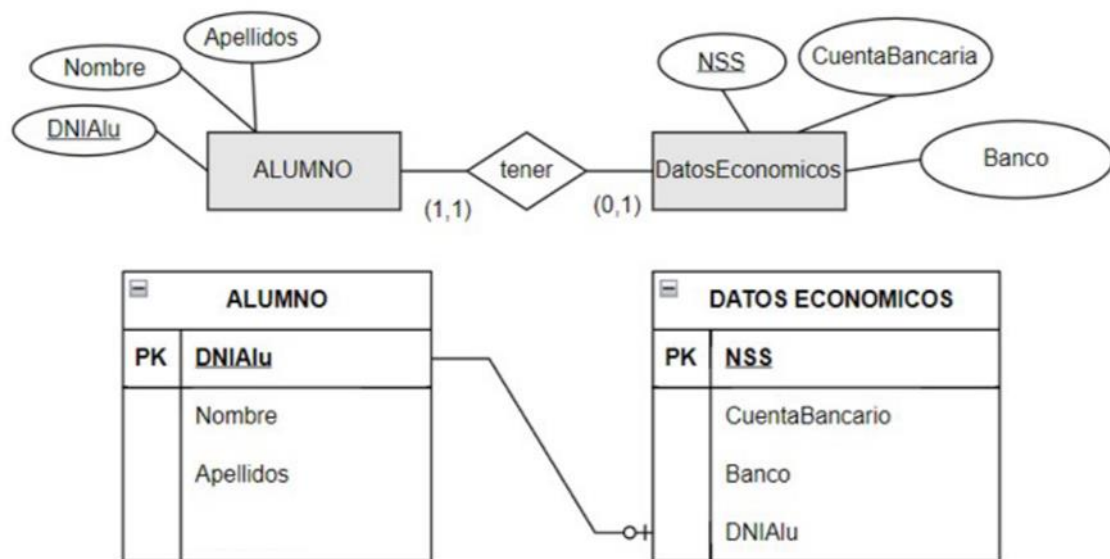 Apellidos
Nombre
DNIAlu
ALUMNO
(1,1)
tener
(0,1)
NSS
CuentaBancaria
Banco
DatosEconomicos
ALUMNO
PK DNIAlu
Nombre
Apellidos
DATOS ECONOMICOS
PK NSS
CuentaBancario
Banco
DNIAlu